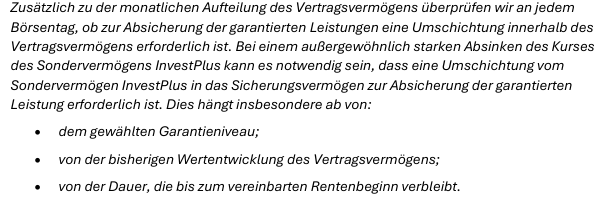 Zusätzlich zu der monatlichen Aufteilung des Vertragsvermögens überprüfen wir an jedem
Börsentag, ob zur Absicherung der garantierten Leistungen eine Umschichtung innerhalb des
Vertragsvermögens erforderlich ist. Bei einem außergewöhnlich starken Absinken des Kurses
des Sondervermögens InvestPlus kann es notwendig sein, dass eine Umschichtung vom
Sondervermögen InvestPlus in das Sicherungsvermögen zur Absicherung der garantierten
Leistung erforderlich ist. Dies hängt insbesondere ab von:
• dem gewählten Garantieniveau;
• von der bisherigen Wertentwicklung des Vertragsvermögens;
• von der Dauer, die bis zum vereinbarten Rentenbeginn verbleibt.